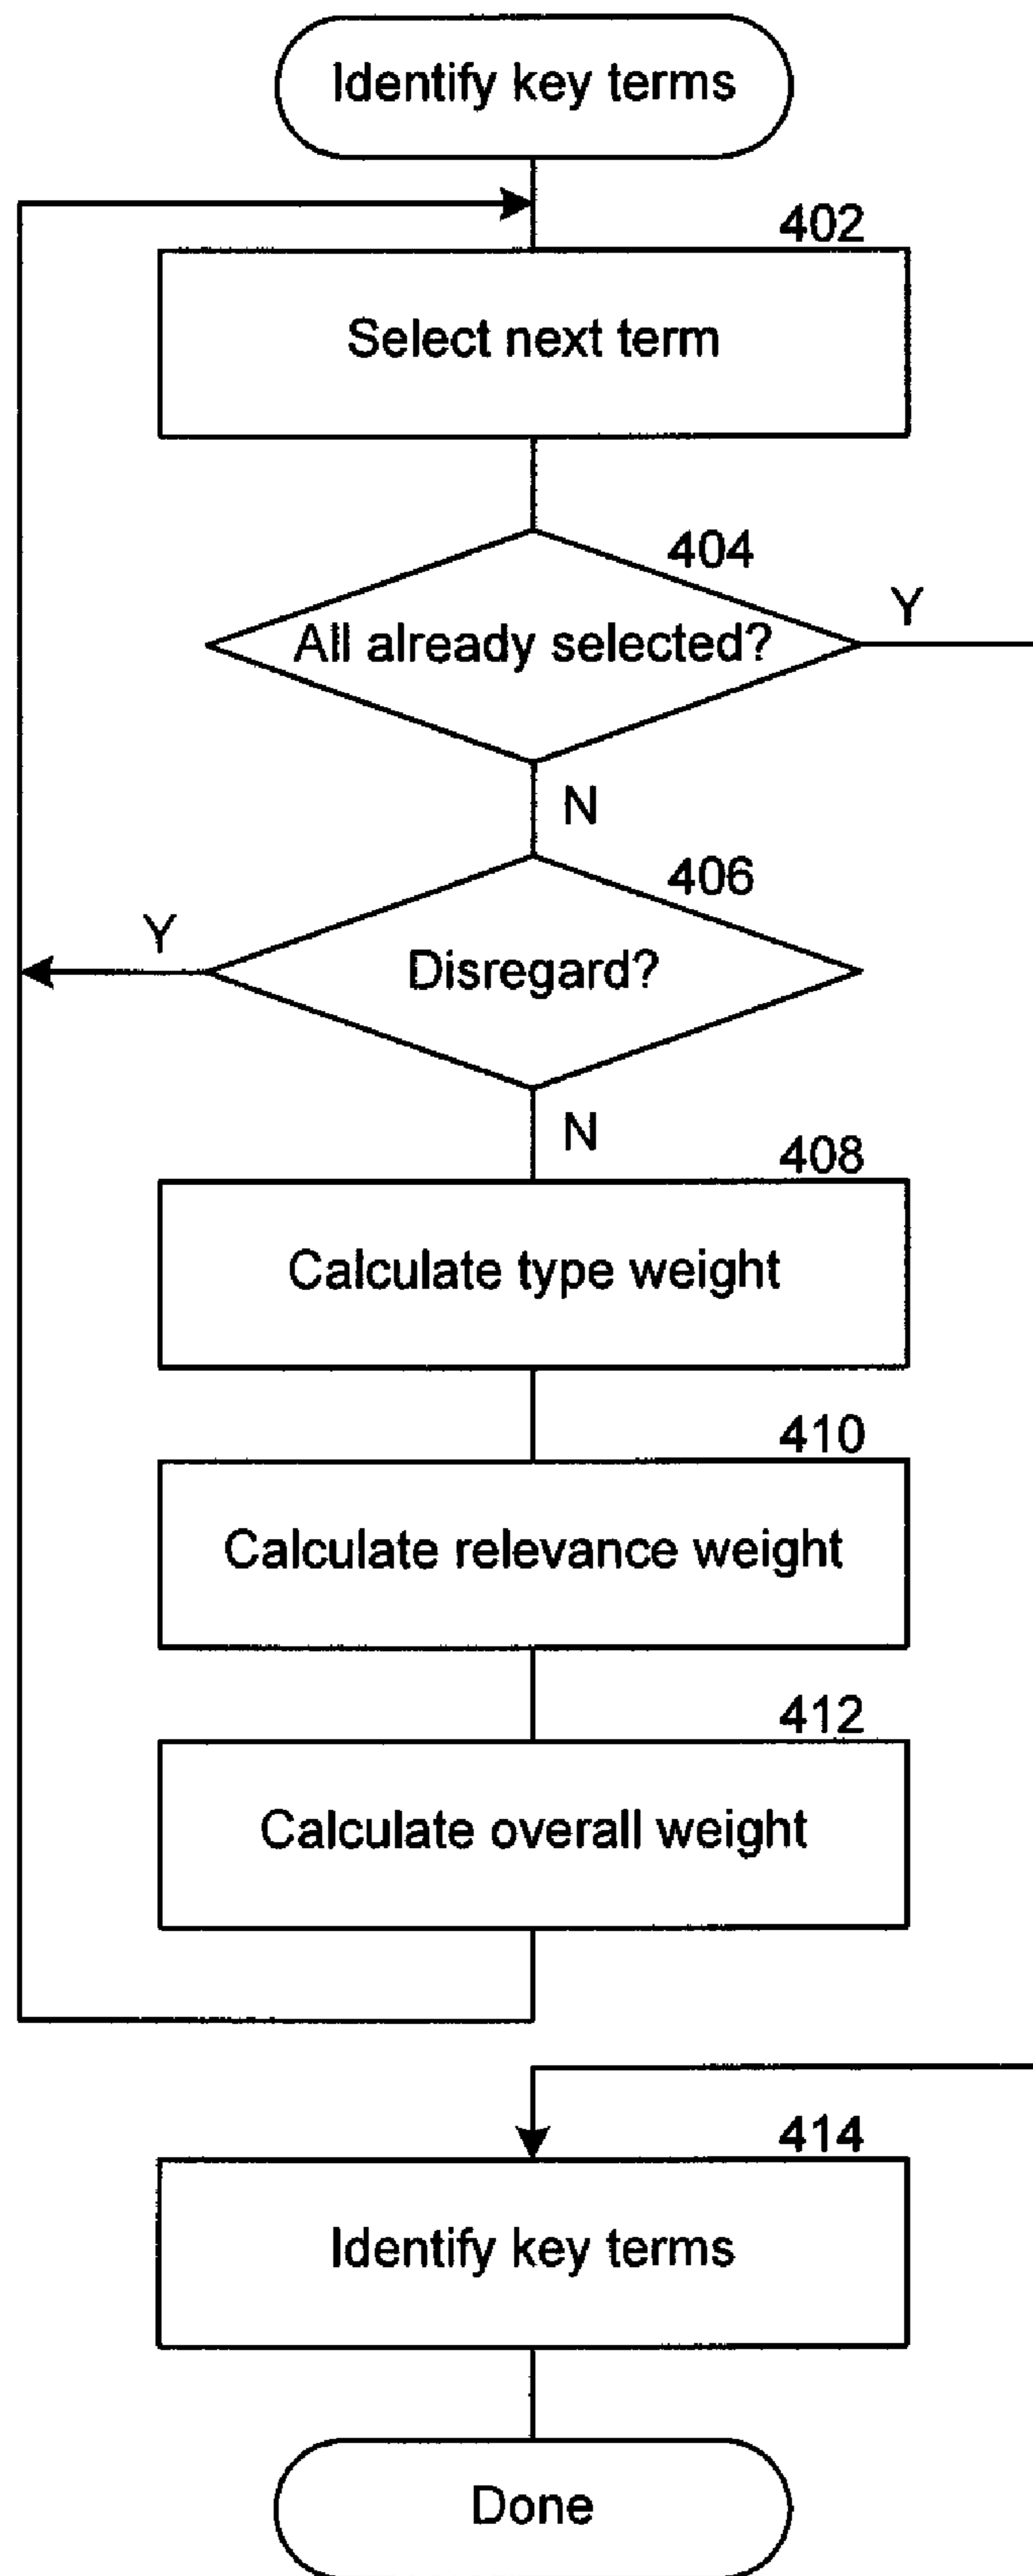 Identify key terms
402
Select next term
404
Y
All already selected?
N
406
Y
Disregard?
N
408
Calculate type weight
410
Calculate relevance weight
412
Calculate overall weight
414
Identify key terms
Done